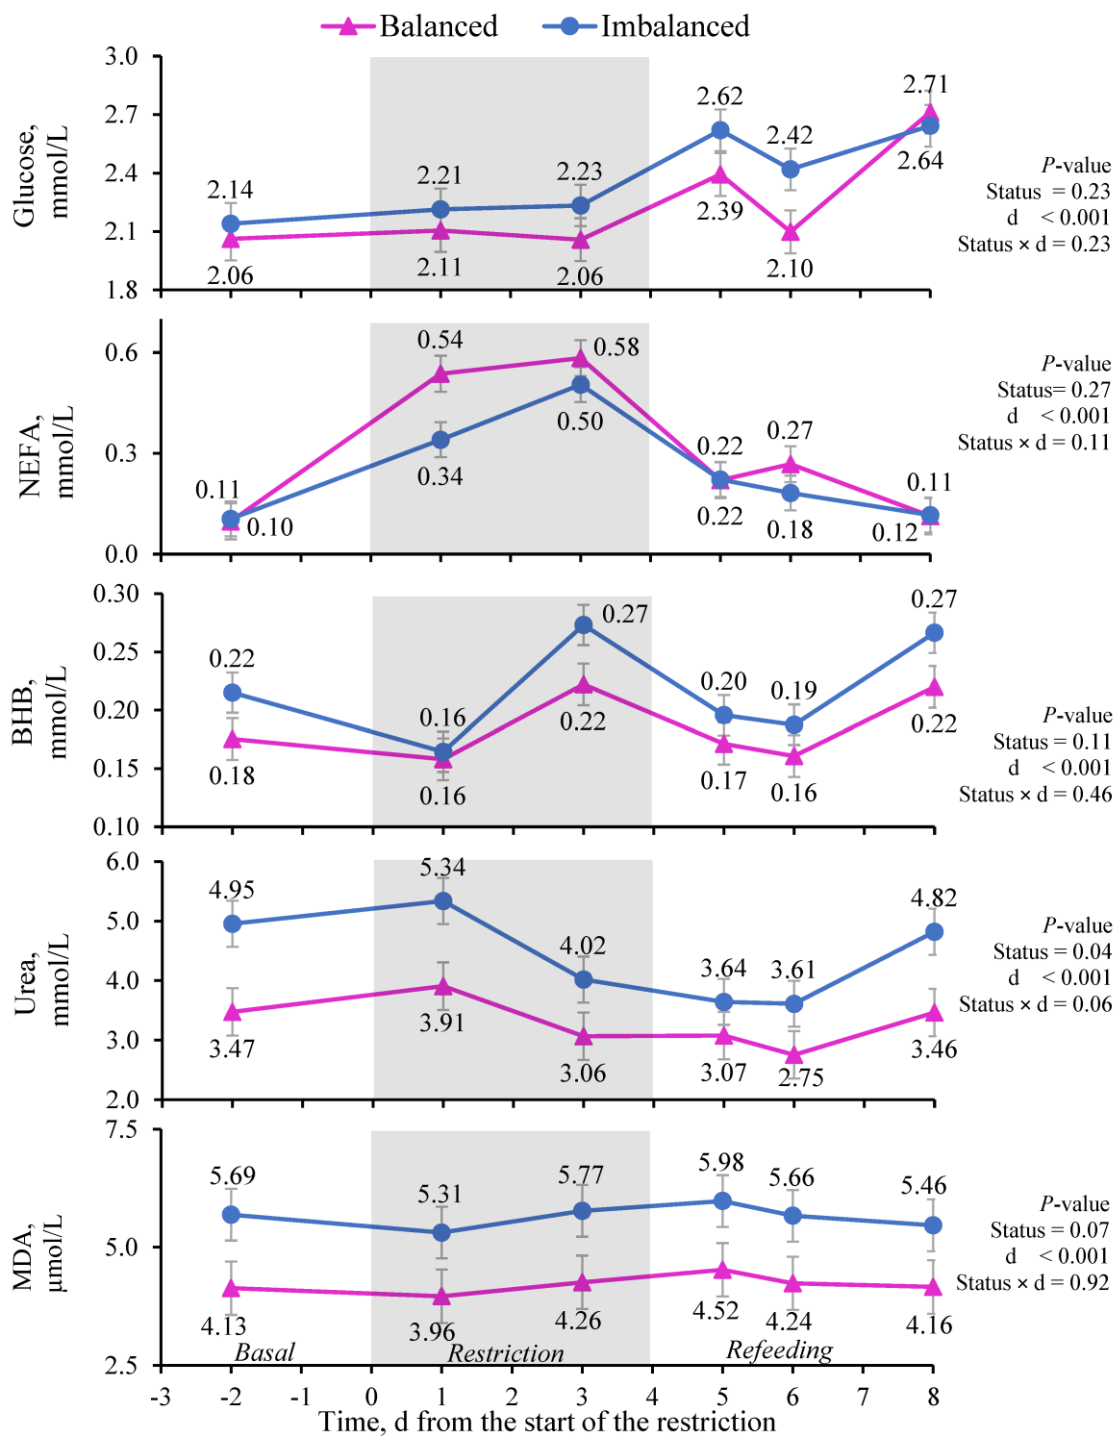 Balanced Imbalanced
Glucose,
mmol/L
3.0
2.7
2.4
2.1
1.8
2.14
2.21
2.23
2.62
2.42
2.71
2.06
2.11
2.06
2.39
2.10
2.64
P-value
Status = 0.23
d < 0.001
Status × d = 0.23
NEFA,
mmol/L
0.6
0.3
0.0
0.11
0.54
0.58
0.22
0.27
0.11
0.10
0.34
0.50
0.22
0.18
0.12
P-value
Status= 0.27
d < 0.001
Status × d = 0.11
BHB,
mmol/L
0.30
0.25
0.20
0.15
0.10
0.22
0.16
0.27
0.20
0.19
0.27
0.18
0.16
0.22
0.17
0.16
0.22
P-value
Status = 0.11
d < 0.001
Status × d = 0.46
Urea,
mmol/L
6.0
5.0
4.0
3.0
2.0
4.95
5.34
4.02
3.64
3.61
4.82
3.47
3.91
3.06
3.07
2.75
3.46
P-value
Status = 0.04
d < 0.001
Status × d = 0.06
MDA,
µmol/L
7.5
5.0
2.5
5.69
5.31
5.77
5.98
5.66
5.46
4.13
3.96
4.26
4.52
4.24
4.16
P-value
Status = 0.07
d < 0.001
Status × d = 0.92
Basal Restriction Refeeding
-3 -2 -1 0 1 2 3 4 5 6 7 8
Time, d from the start of the restriction